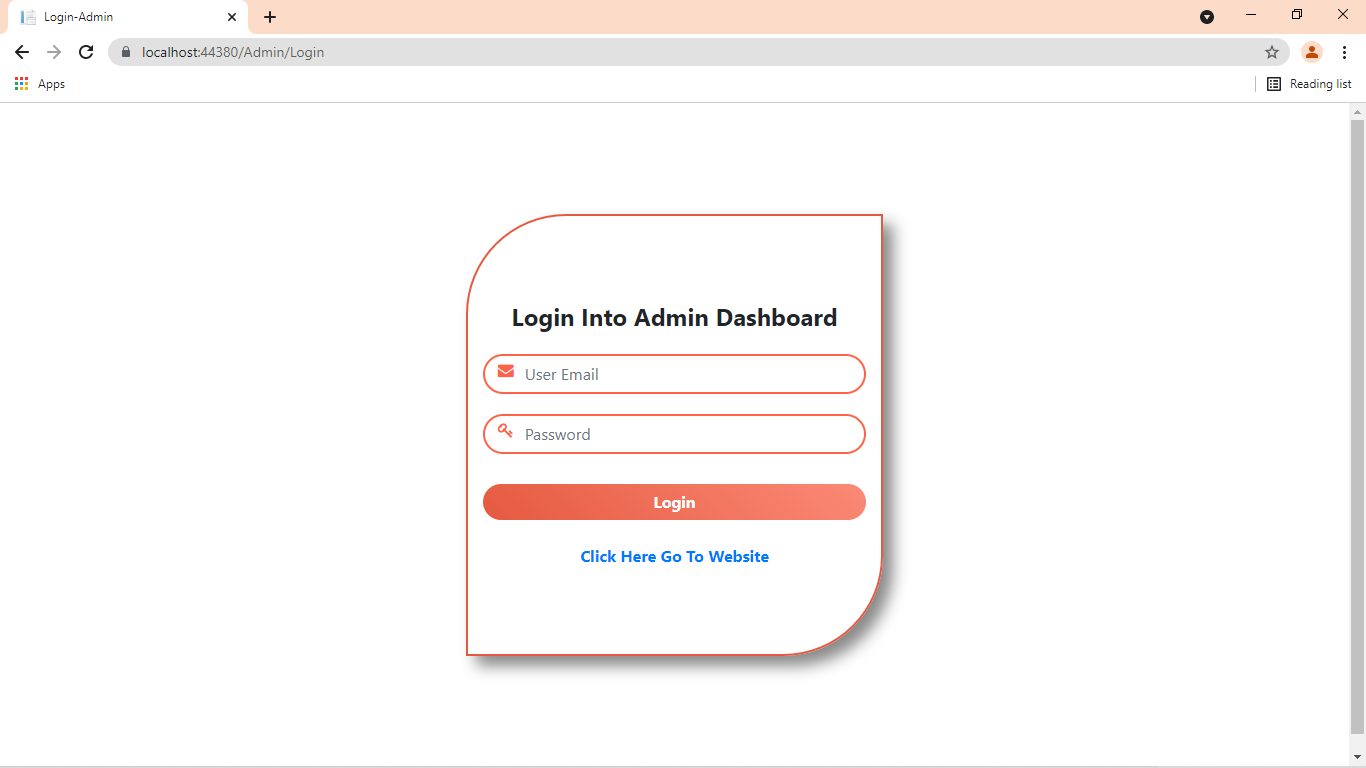 Login-Admin
localhost:44380/Admin/Login
Apps
Reading list
Login Into Admin Dashboard
User Email
Password
Login
Click Here Go To Website